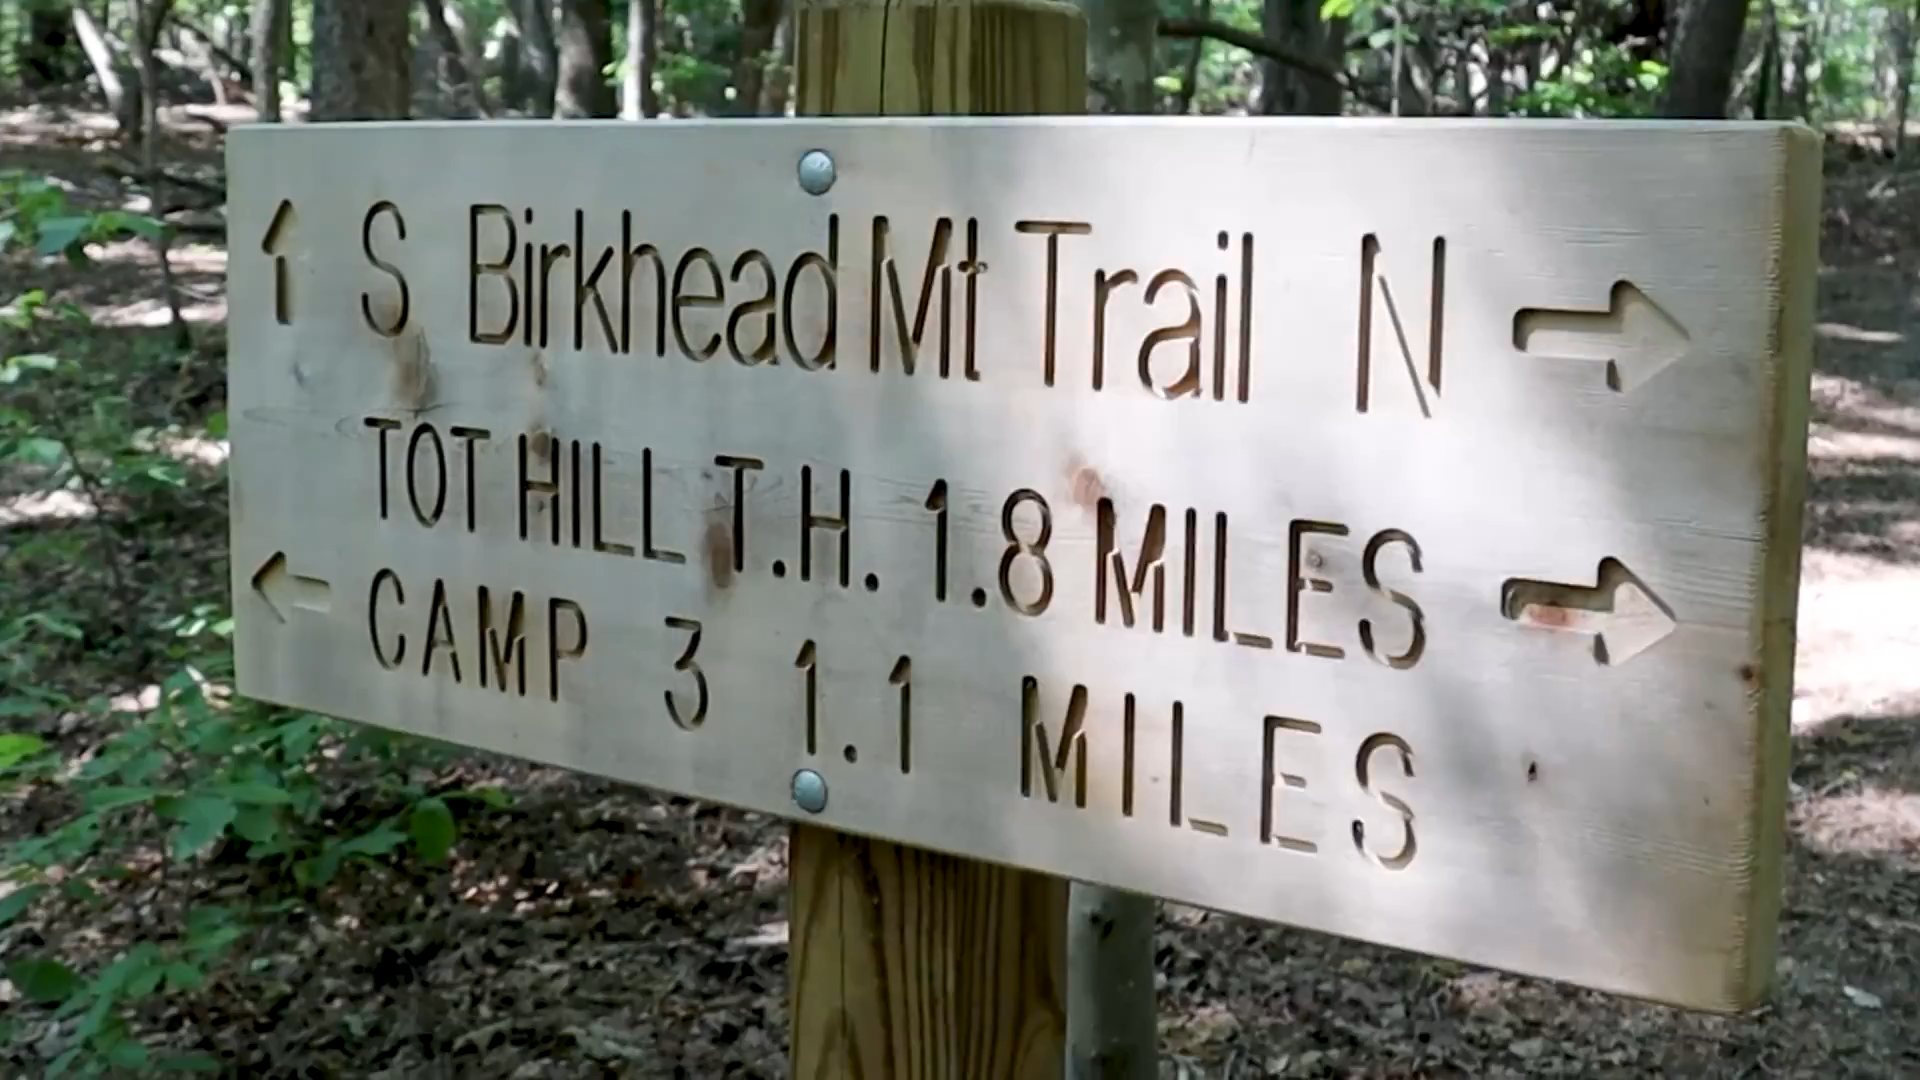 ↑ S Birkhead Mt Trail N →
TOT HILL T.H. 1.8 MILES →
← CAMP 3 1.1 MILES